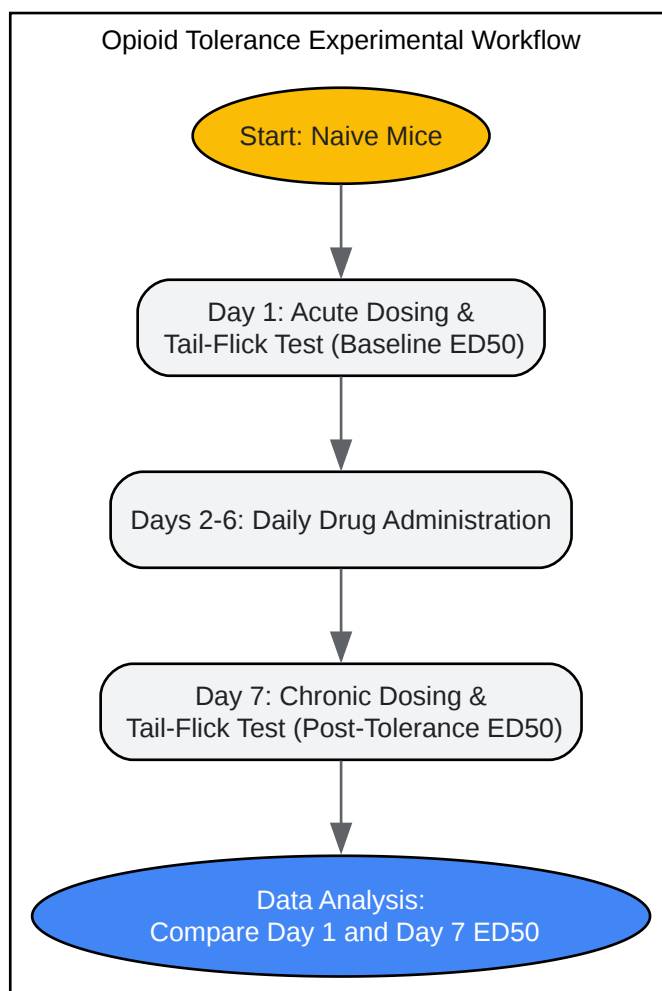 Opioid Tolerance Experimental Workflow
Start: Naive Mice
Day 1: Acute Dosing &
Tail-Flick Test (Baseline ED50)
Days 2-6: Daily Drug Administration
Day 7: Chronic Dosing &
Tail-Flick Test (Post-Tolerance ED50)
Data Analysis:
Compare Day 1 and Day 7 ED50